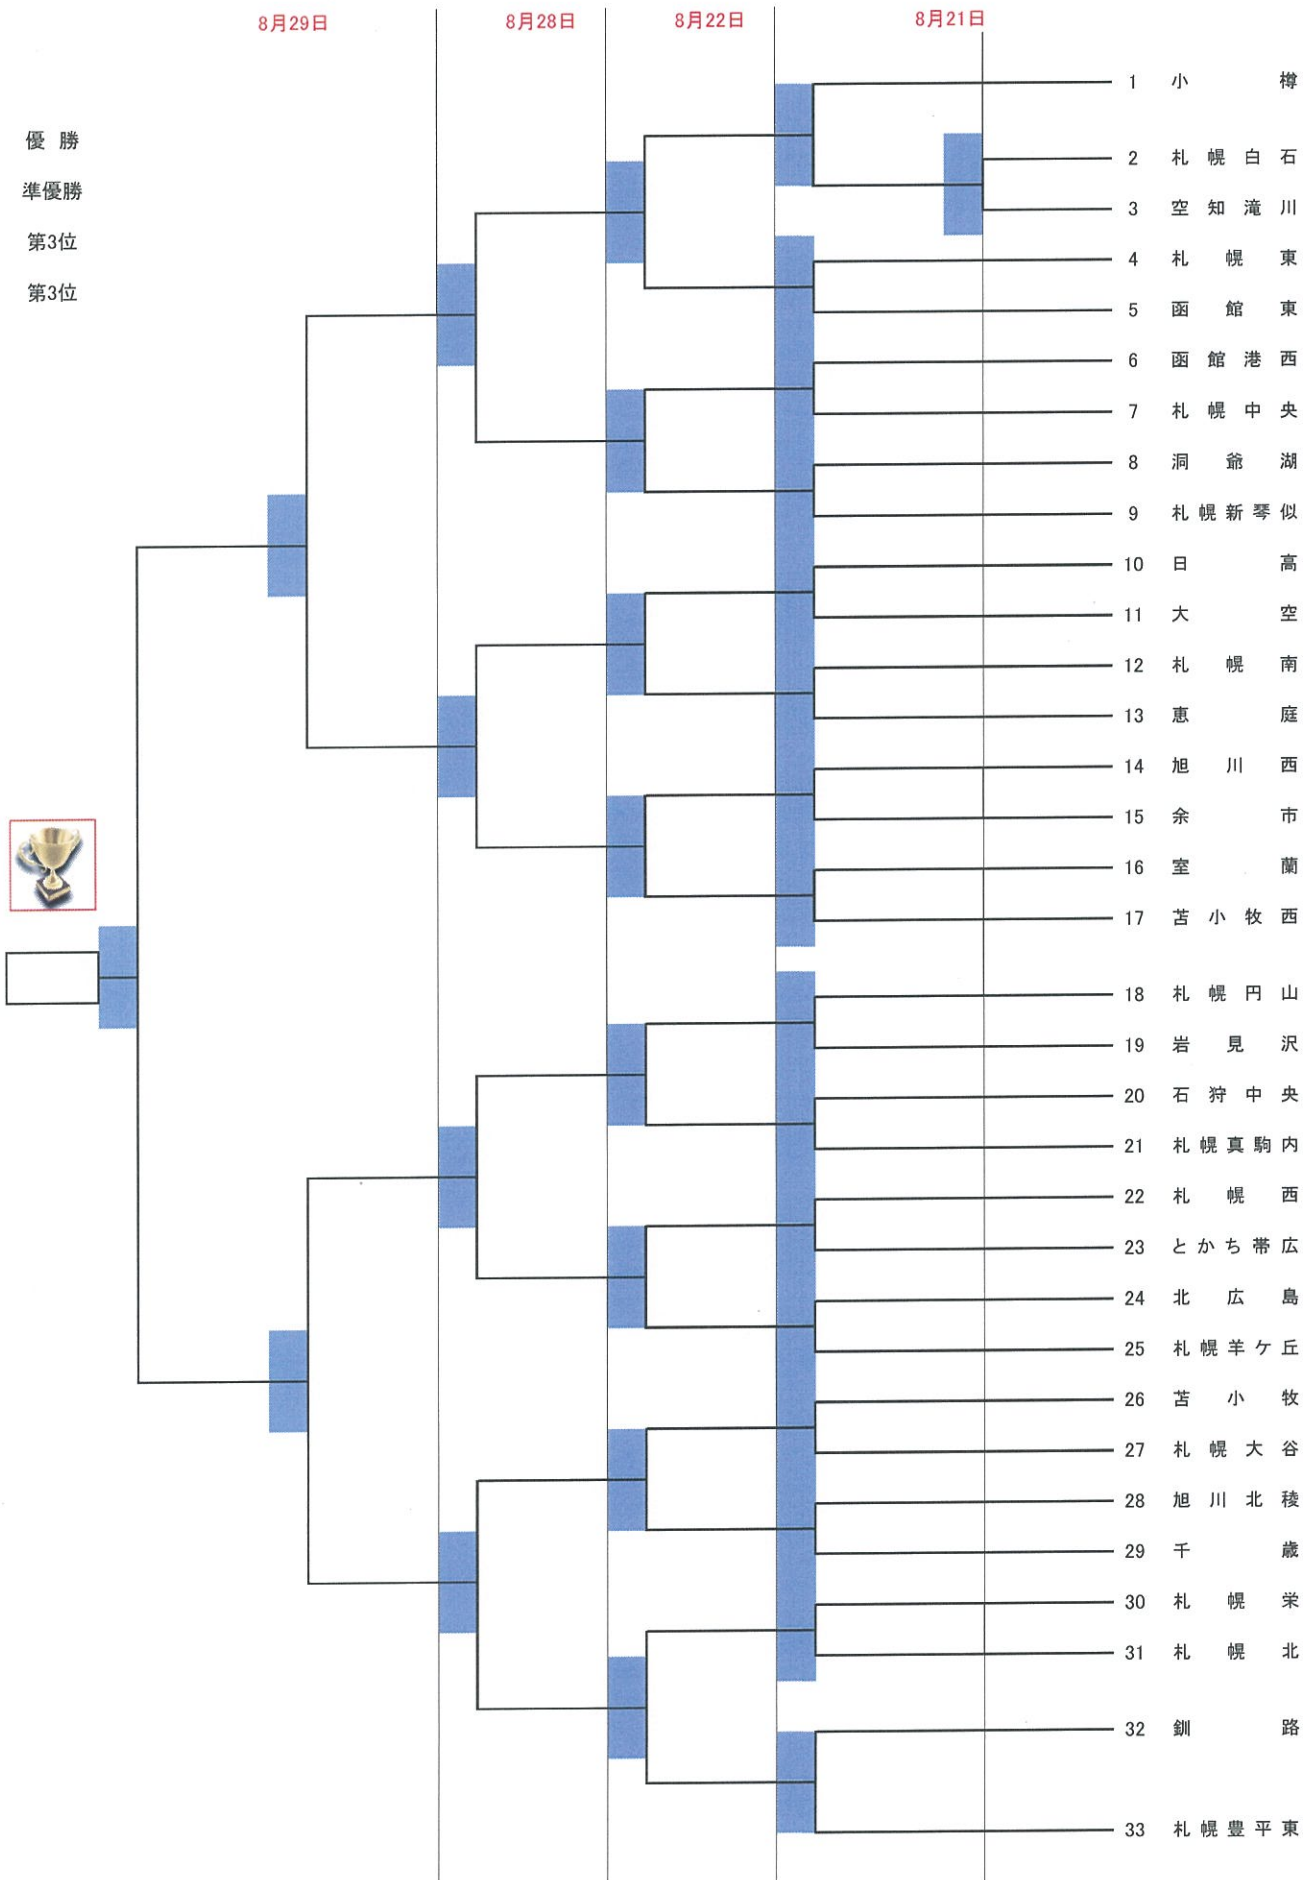 8月29日 8月28日 8月22日 8月21日
優勝
準優勝
第3位
第3位
1 小樽
2 札幌白石
3 空知滝川
4 札幌東
5 函館東
6 函館港西
7 札幌中央
8 洞爺湖
9 札幌新琴似
10 日高
11 大空
12 札幌南
13 恵庭
14 旭川西
15 余市
16 室蘭
17 苫小牧西
18 札幌円山
19 岩見沢
20 石狩中央
21 札幌真駒内
22 札幌西
23 とかち帯広
24 北広島
25 札幌羊ケ丘
26 苫小牧
27 札幌大谷
28 旭川北稜
29 千歳
30 札幌栄
31 札幌北
32 釧路
33 札幌豊平東